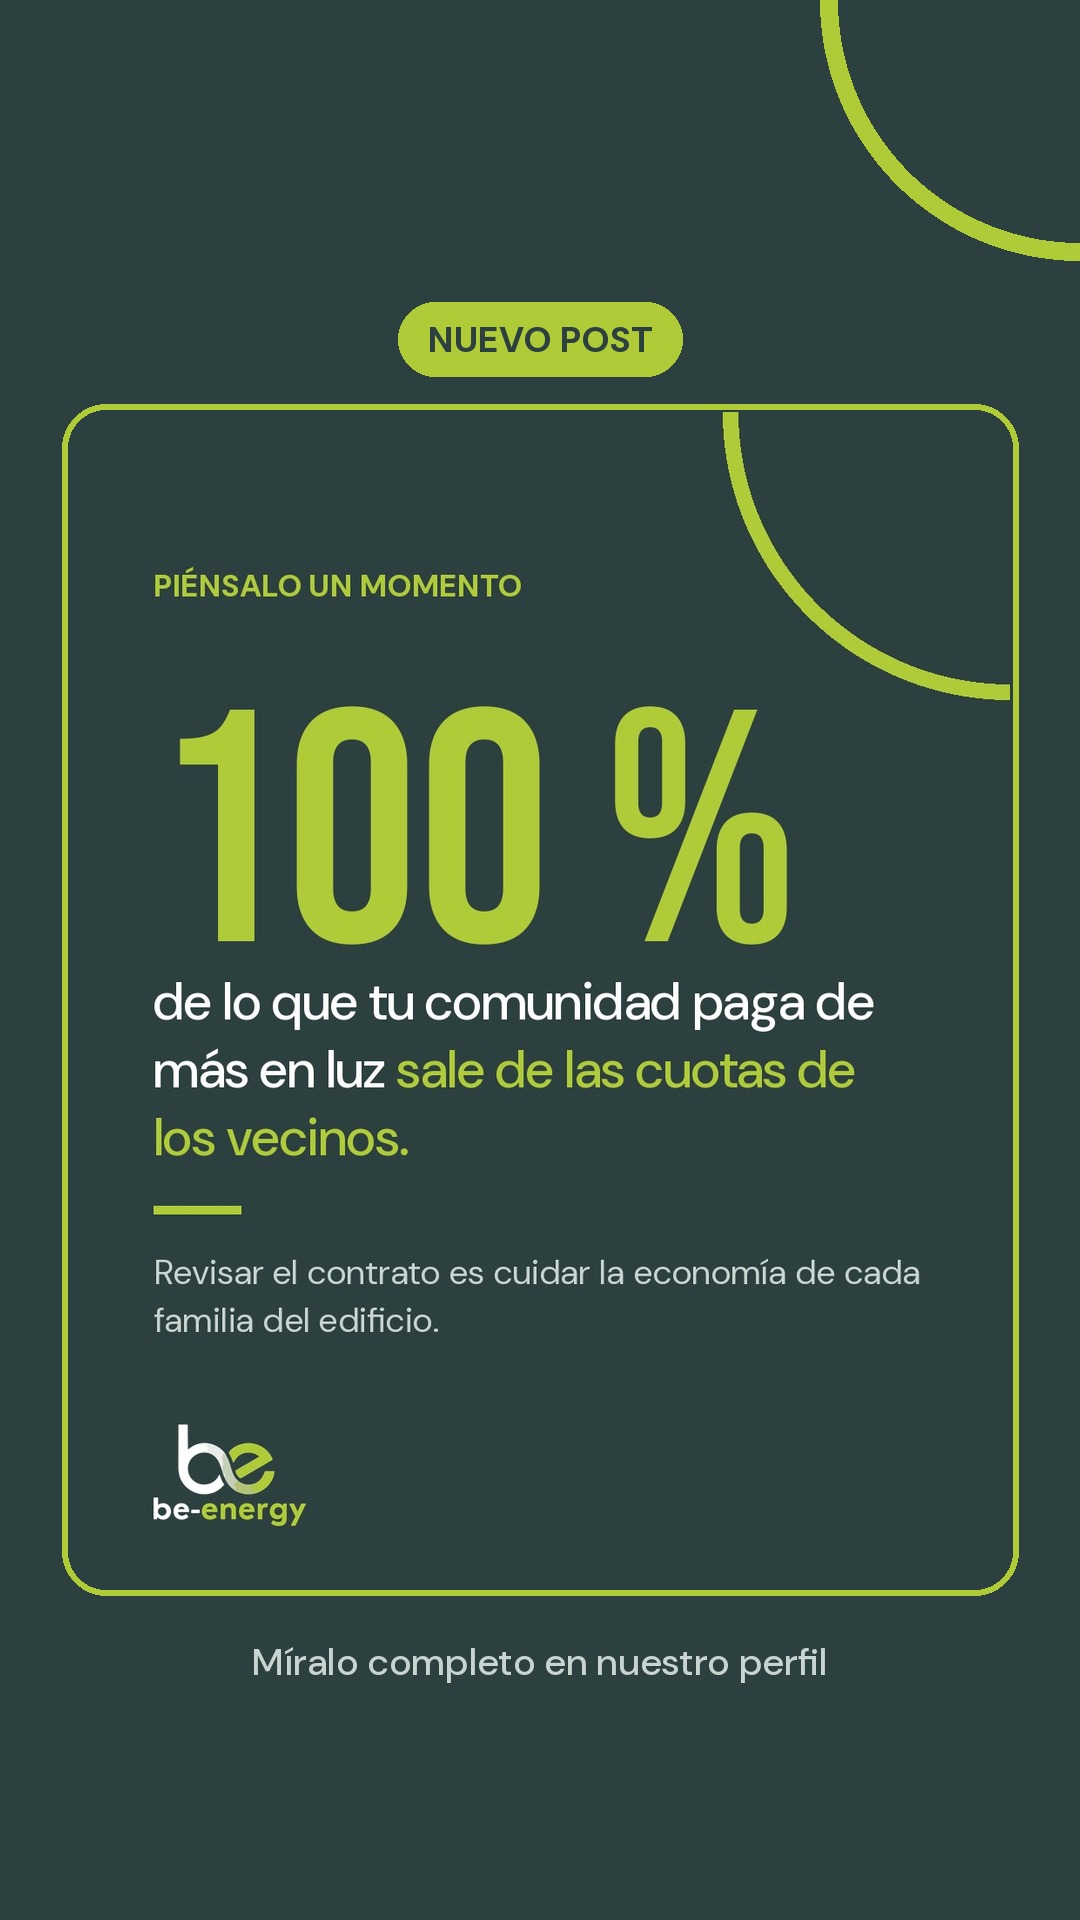 NUEVO POST
PIÉNSALO UN MOMENTO
100 %
de lo que tu comunidad paga de
más en luz sale de las cuotas de
los vecinos.
Revisar el contrato es cuidar la economía de cada
familia del edificio.
be
be-energy
Míralo completo en nuestro perfil